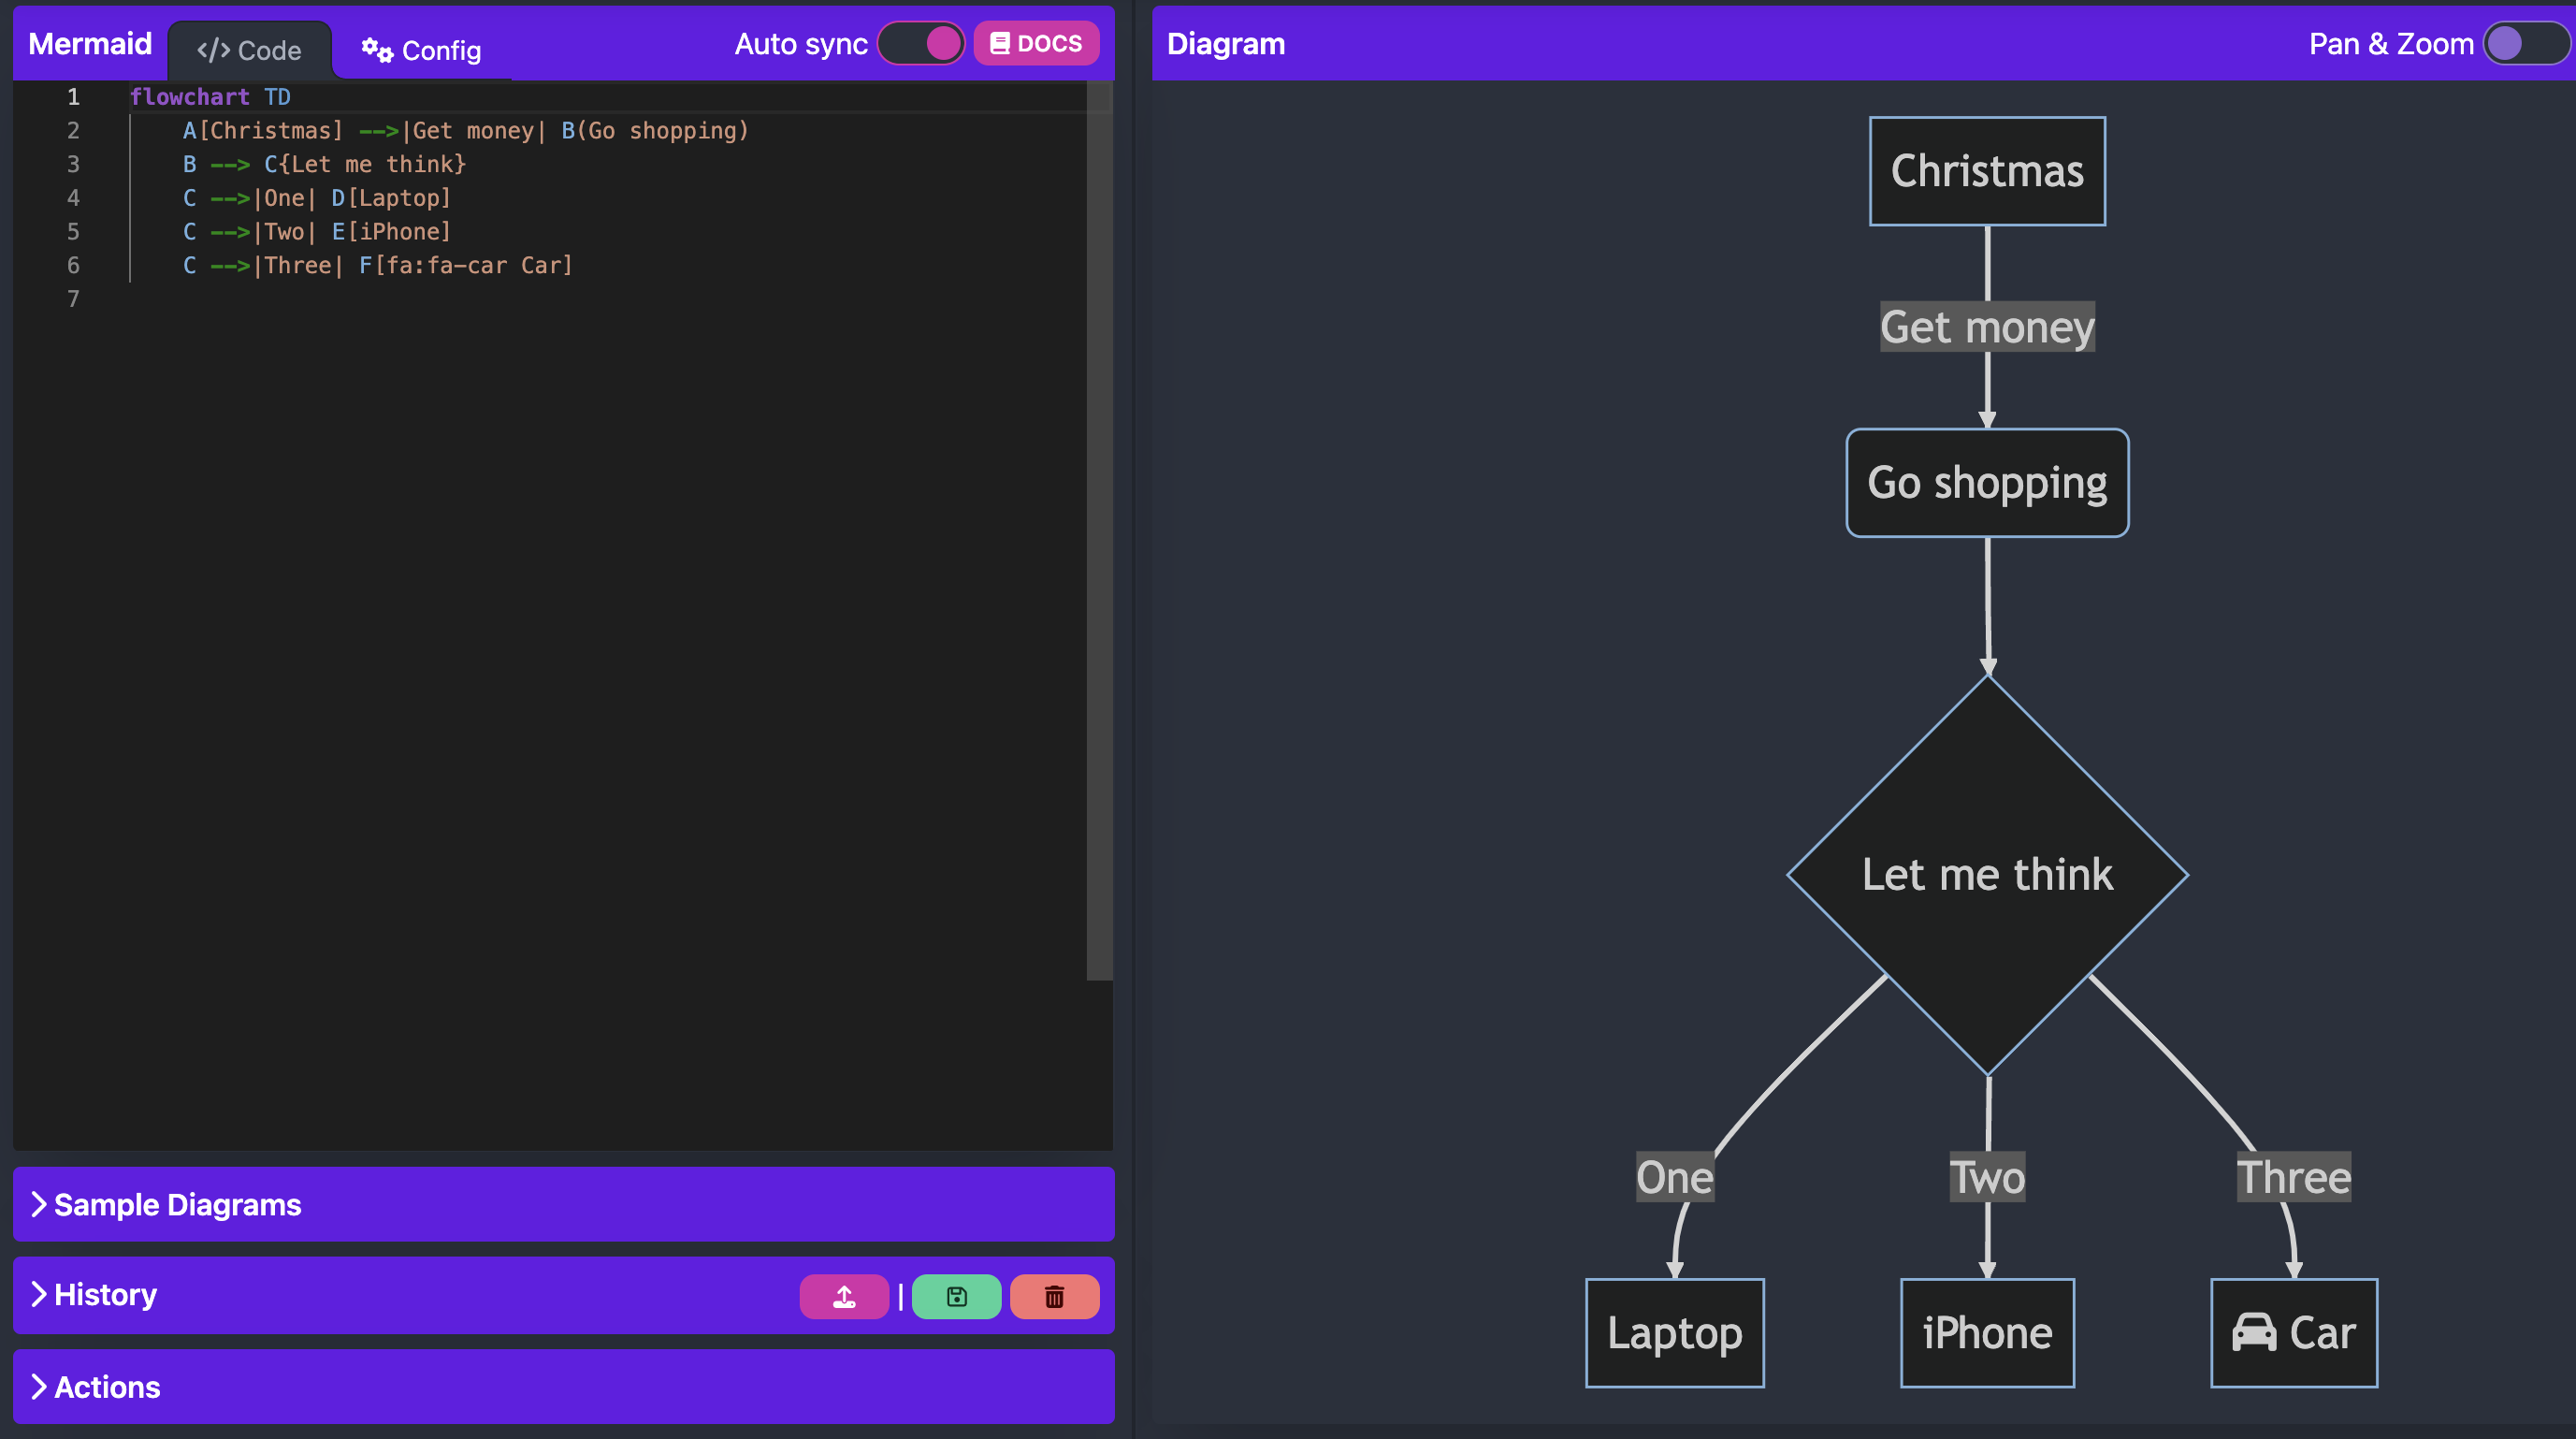 Mermaid
</> Code
Config
Auto sync
DOCS
1 flowchart TD
2 A[Christmas] -->|Get money| B(Go shopping)
3 B --> C{Let me think}
4 C -->|One| D[Laptop]
5 C -->|Two| E[iPhone]
6 C -->|Three| F[fa:fa-car Car]
7
Sample Diagrams
History
Actions
Diagram
Pan & Zoom
Christmas
Get money
Go shopping
Let me think
One
Two
Three
Laptop
iPhone
Car